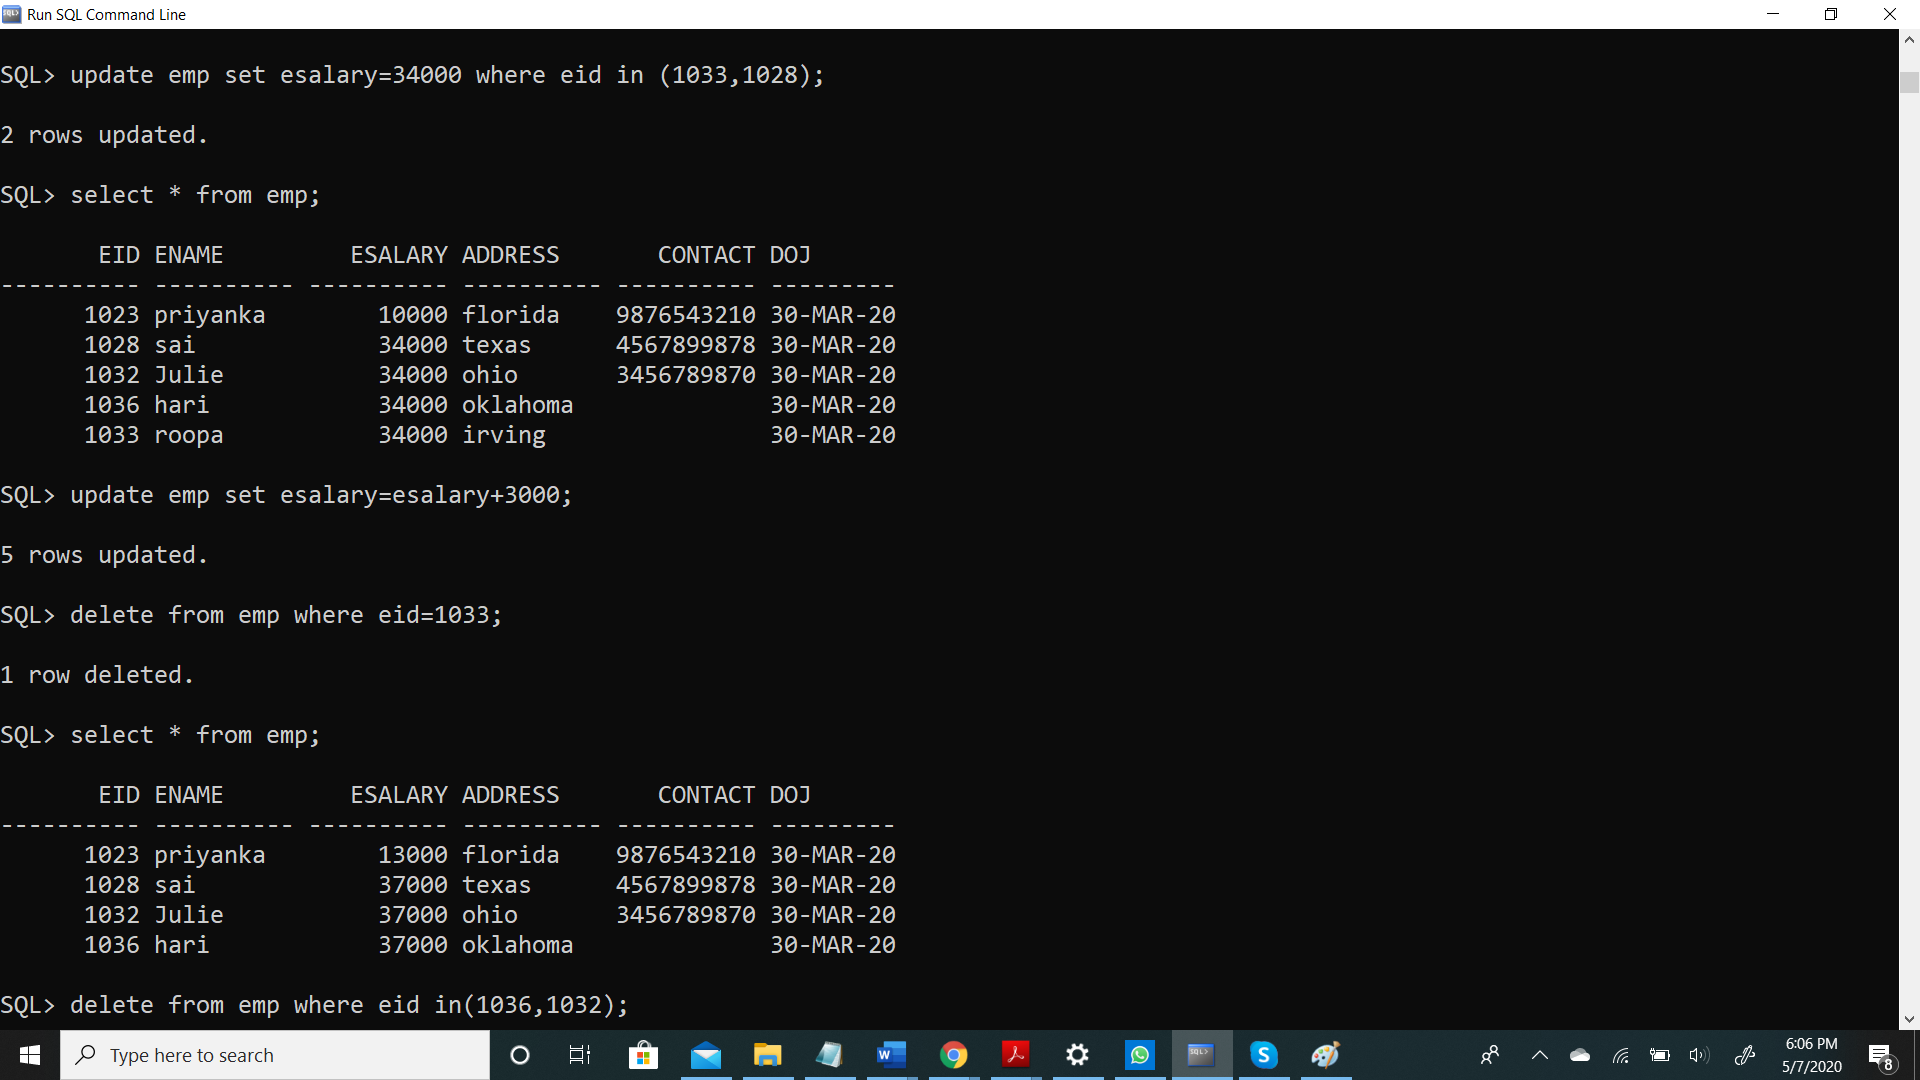 Run SQL Command Line
SQL> update emp set esalary=34000 where eid in (1033,1028);
2 rows updated.
SQL> select * from emp;
       EID ENAME         ESALARY ADDRESS       CONTACT DOJ
---------- ---------- ---------- ---------- ---------- ---------
      1023 priyanka        10000 florida    9876543210 30-MAR-20
      1028 sai             34000 texas      4567899878 30-MAR-20
      1032 Julie           34000 ohio       3456789870 30-MAR-20
      1036 hari            34000 oklahoma              30-MAR-20
      1033 roopa           34000 irving                30-MAR-20
SQL> update emp set esalary=esalary+3000;
5 rows updated.
SQL> delete from emp where eid=1033;
1 row deleted.
SQL> select * from emp;
       EID ENAME         ESALARY ADDRESS       CONTACT DOJ
---------- ---------- ---------- ---------- ---------- ---------
      1023 priyanka        13000 florida    9876543210 30-MAR-20
      1028 sai             37000 texas      4567899878 30-MAR-20
      1032 Julie           37000 ohio       3456789870 30-MAR-20
      1036 hari            37000 oklahoma              30-MAR-20
SQL> delete from emp where eid in(1036,1032);
Type here to search
6:06 PM
5/7/2020
8